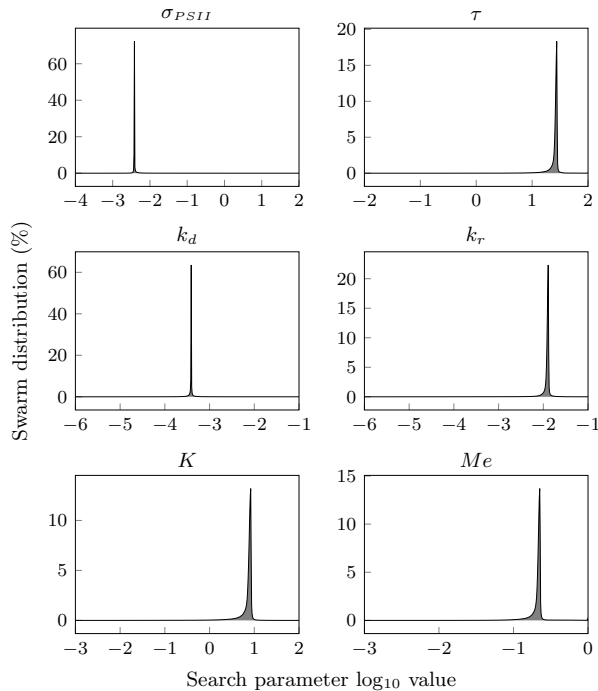 σPSII
τ
0
20
40
60
−4 −3 −2 −1 0 1 2
0
5
10
15
20
−2 −1 0 1 2
kd
kr
0
20
40
60
−6 −5 −4 −3 −2 −1
0
5
10
15
20
−6 −5 −4 −3 −2 −1
K
Me
0
5
10
−3 −2 −1 0 1 2
0
5
10
15
−3 −2 −1 0
Swarm distribution (%)
Search parameter log10 value